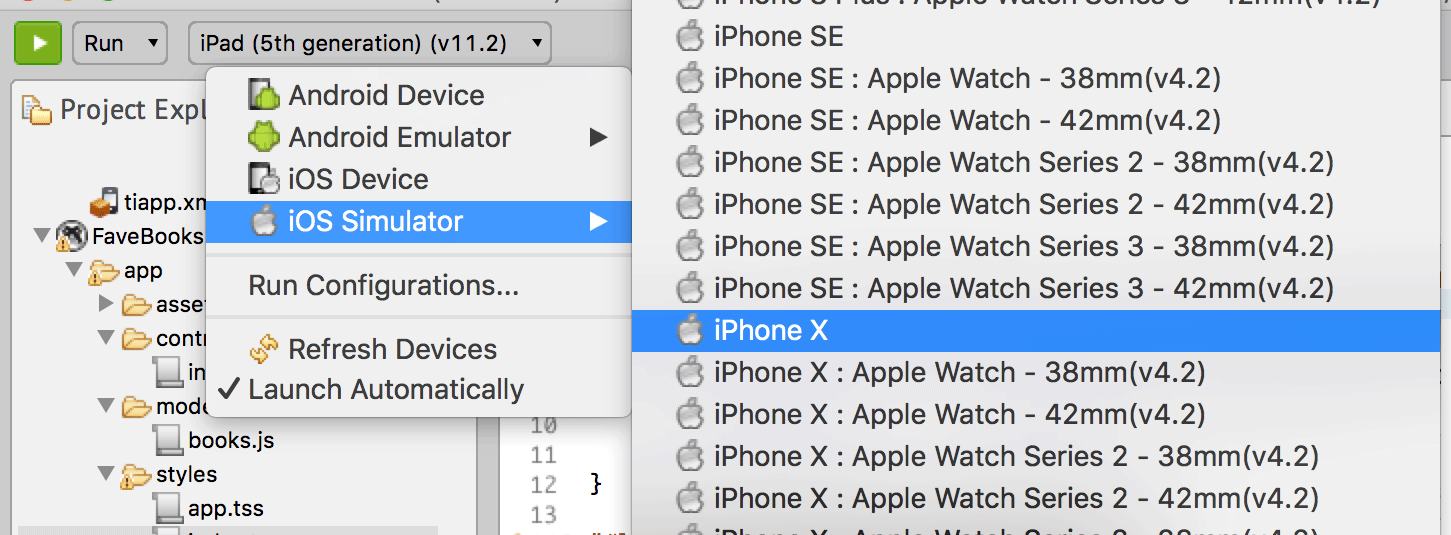 Run
iPad (5th generation) (v11.2)
Project Expl
tiapp.xm
FaveBooks
app
asset
contr
in
mode
books.js
styles
app.tss
Android Device
Android Emulator
iOS Device
iOS Simulator
Run Configurations...
Refresh Devices
Launch Automatically
10
11
12 }
13
iPhone SE
iPhone SE : Apple Watch - 38mm(v4.2)
iPhone SE : Apple Watch - 42mm(v4.2)
iPhone SE : Apple Watch Series 2 - 38mm(v4.2)
iPhone SE : Apple Watch Series 2 - 42mm(v4.2)
iPhone SE : Apple Watch Series 3 - 38mm(v4.2)
iPhone SE : Apple Watch Series 3 - 42mm(v4.2)
iPhone X
iPhone X : Apple Watch - 38mm(v4.2)
iPhone X : Apple Watch - 42mm(v4.2)
iPhone X : Apple Watch Series 2 - 38mm(v4.2)
iPhone X : Apple Watch Series 2 - 42mm(v4.2)